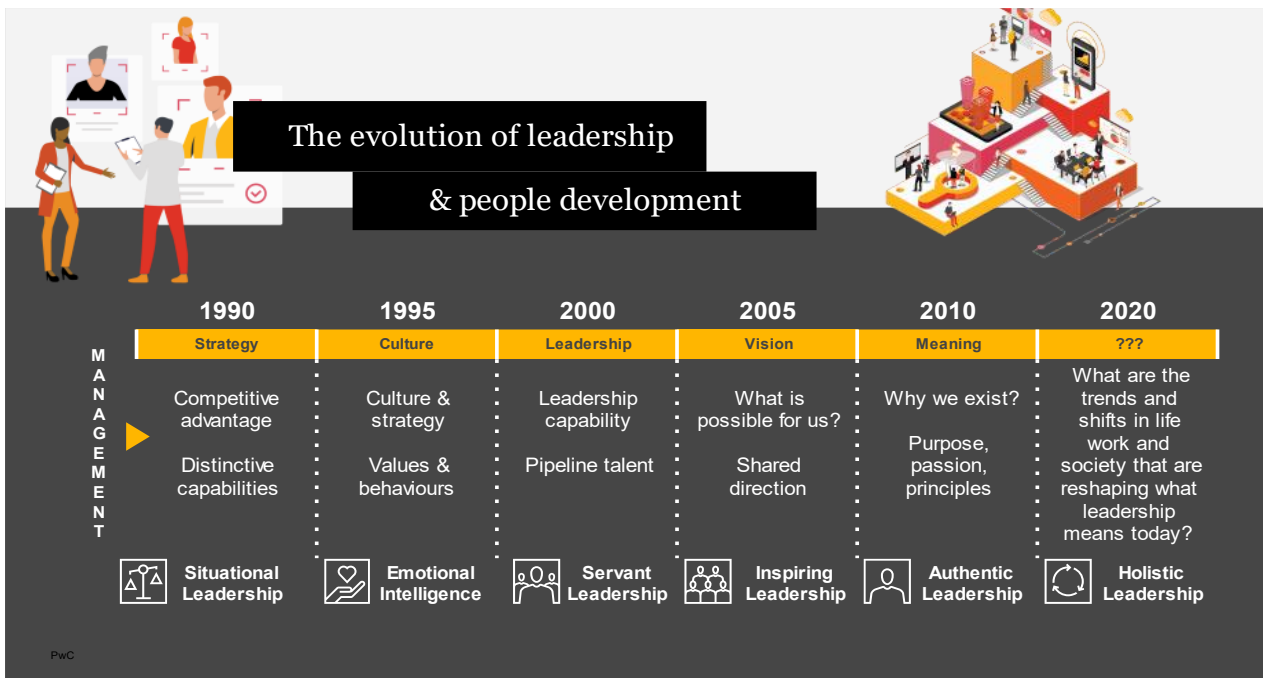 The evolution of leadership
& people development
1990
1995
2000
2005
2010
2020
Strategy
Culture
Leadership
Vision
Meaning
???
MANAGEMENT
Competitive
advantage
Distinctive
capabilities
Culture &
strategy
Values &
behaviours
Leadership
capability
Pipeline talent
What is
possible for us?
Shared
direction
Why we exist?
Purpose,
passion,
principles
What are the
trends and
shifts in life
work and
society that are
reshaping what
leadership
means today?
Situational
Leadership
Emotional
Intelligence
Servant
Leadership
Inspiring
Leadership
Authentic
Leadership
Holistic
Leadership
PwC